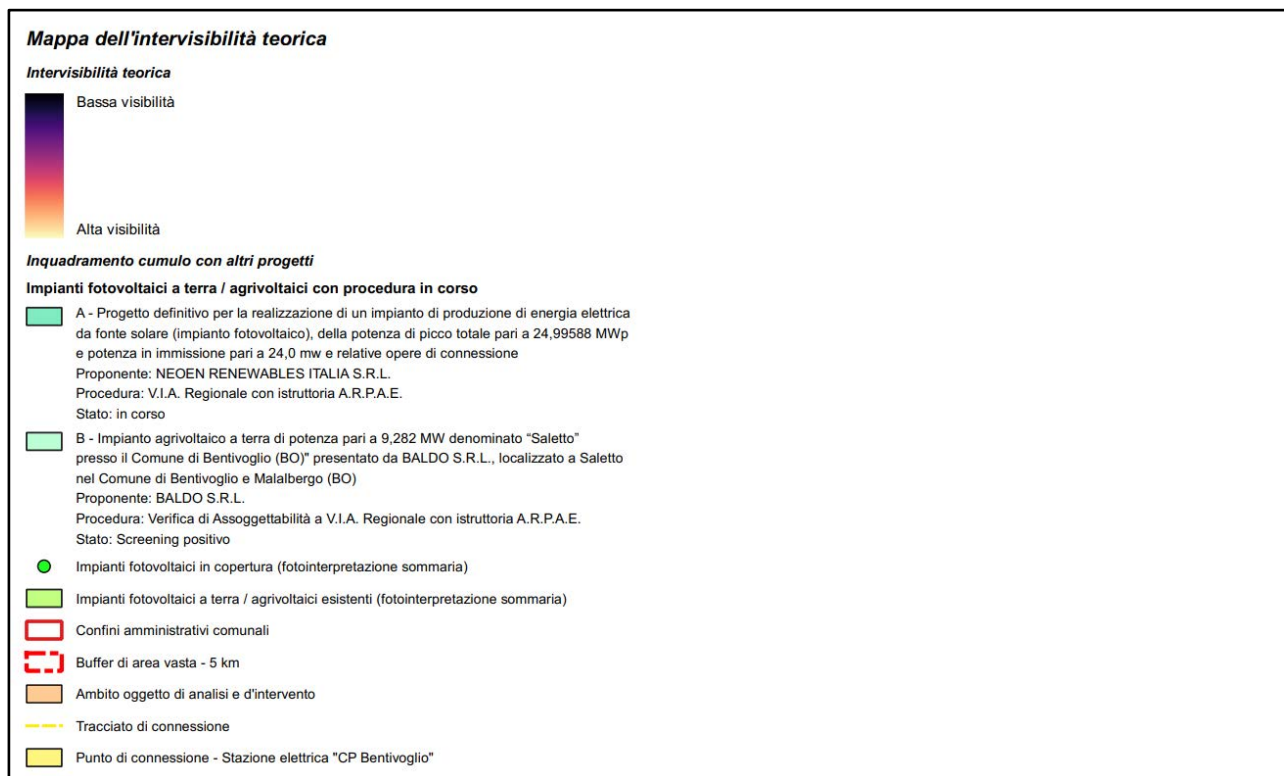 Mappa dell'intervisibilità teorica
Intervisibilità teorica
Bassa visibilità
Alta visibilità
Inquadramento cumulo con altri progetti
Impianti fotovoltaici a terra / agrivoltaici con procedura in corso
A - Progetto definitivo per la realizzazione di un impianto di produzione di energia elettrica
da fonte solare (impianto fotovoltaico), della potenza di picco totale pari a 24,99588 MWp
e potenza in immissione pari a 24,0 mw e relative opere di connessione
Proponente: NEOEN RENEWABLES ITALIA S.R.L.
Procedura: V.I.A. Regionale con istruttoria A.R.P.A.E.
Stato: in corso
B - Impianto agrivoltaico a terra di potenza pari a 9,282 MW denominato “Saletto”
presso il Comune di Bentivoglio (BO)" presentato da BALDO S.R.L., localizzato a Saletto
nel Comune di Bentivoglio e Malalbergo (BO)
Proponente: BALDO S.R.L.
Procedura: Verifica di Assoggettabilità a V.I.A. Regionale con istruttoria A.R.P.A.E.
Stato: Screening positivo
Impianti fotovoltaici in copertura (fotointerpretazione sommaria)
Impianti fotovoltaici a terra / agrivoltaici esistenti (fotointerpretazione sommaria)
Confini amministrativi comunali
Buffer di area vasta - 5 km
Ambito oggetto di analisi e d'intervento
Tracciato di connessione
Punto di connessione - Stazione elettrica "CP Bentivoglio"